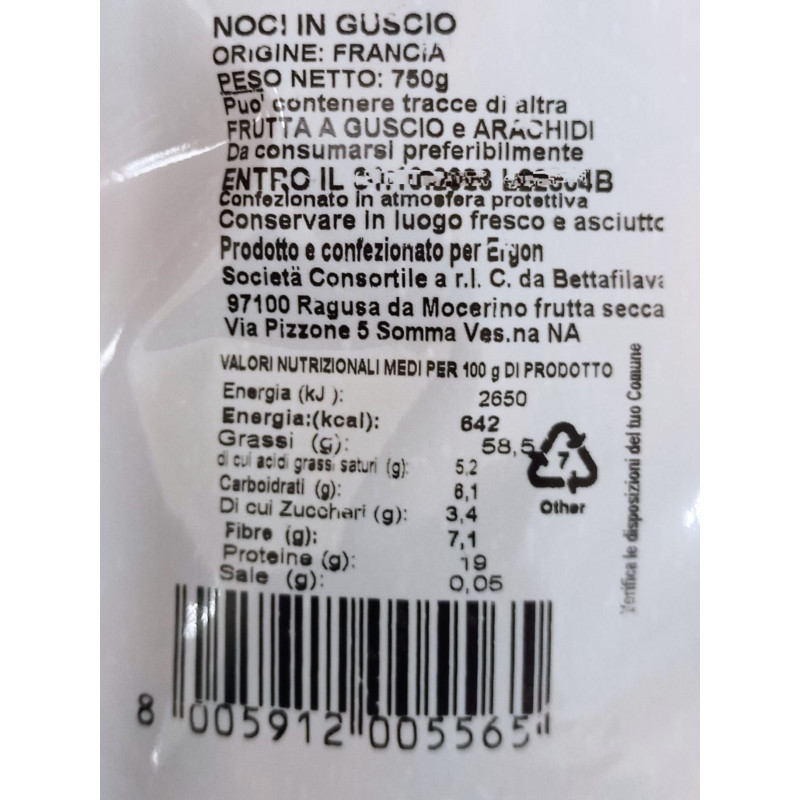 NOCI IN GUSCIO
ORIGINE: FRANCIA
PESO NETTO: 750g
Puo' contenere tracce di altra
FRUTTA A GUSCIO e ARACHIDI
Da consumarsi preferibilmente
ENTRO IL
Confezionato in atmosfera protettiva
Conservare in luogo fresco e asciutto
Prodotto e confezionato per Ergon
Società Consortile a r.l. C. da Bettafilava
97100 Ragusa da Mocerino frutta secca
Via Pizzone 5 Somma Ves.na NA
VALORI NUTRIZIONALI MEDI PER 100 g DI PRODOTTO
Energia (kJ ): 2650
Energia:(kcal): 642
Grassi (g): 58,5
di cui acidi grassi saturi (g): 5,2
Carboidrati (g): 6,1
Di cui Zuccheri (g): 3,4
Fibre (g): 7,1
Proteine (g): 19
Sale (g): 0,05
7
Other
Verifica le disposizioni del tuo Comune
8 005912 005565